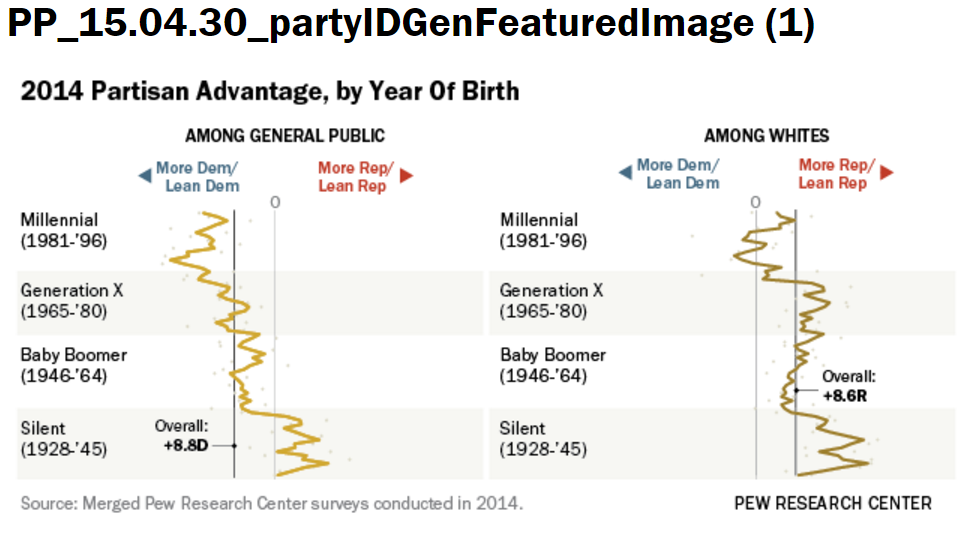 PP_15.04.30_partyIDGenFeaturedImage (1)
2014 Partisan Advantage, by Year Of Birth
AMONG GENERAL PUBLIC
More Dem/
Lean Dem
More Rep/
Lean Rep
0
Millennial
(1981-'96)
Generation X
(1965-'80)
Baby Boomer
(1946-'64)
Silent
(1928-'45)
Overall:
+8.8D
AMONG WHITES
More Dem/
Lean Dem
More Rep/
Lean Rep
0
Millennial
(1981-'96)
Generation X
(1965-'80)
Baby Boomer
(1946-'64)
Overall:
+8.6R
Silent
(1928-'45)
Source: Merged Pew Research Center surveys conducted in 2014.
PEW RESEARCH CENTER